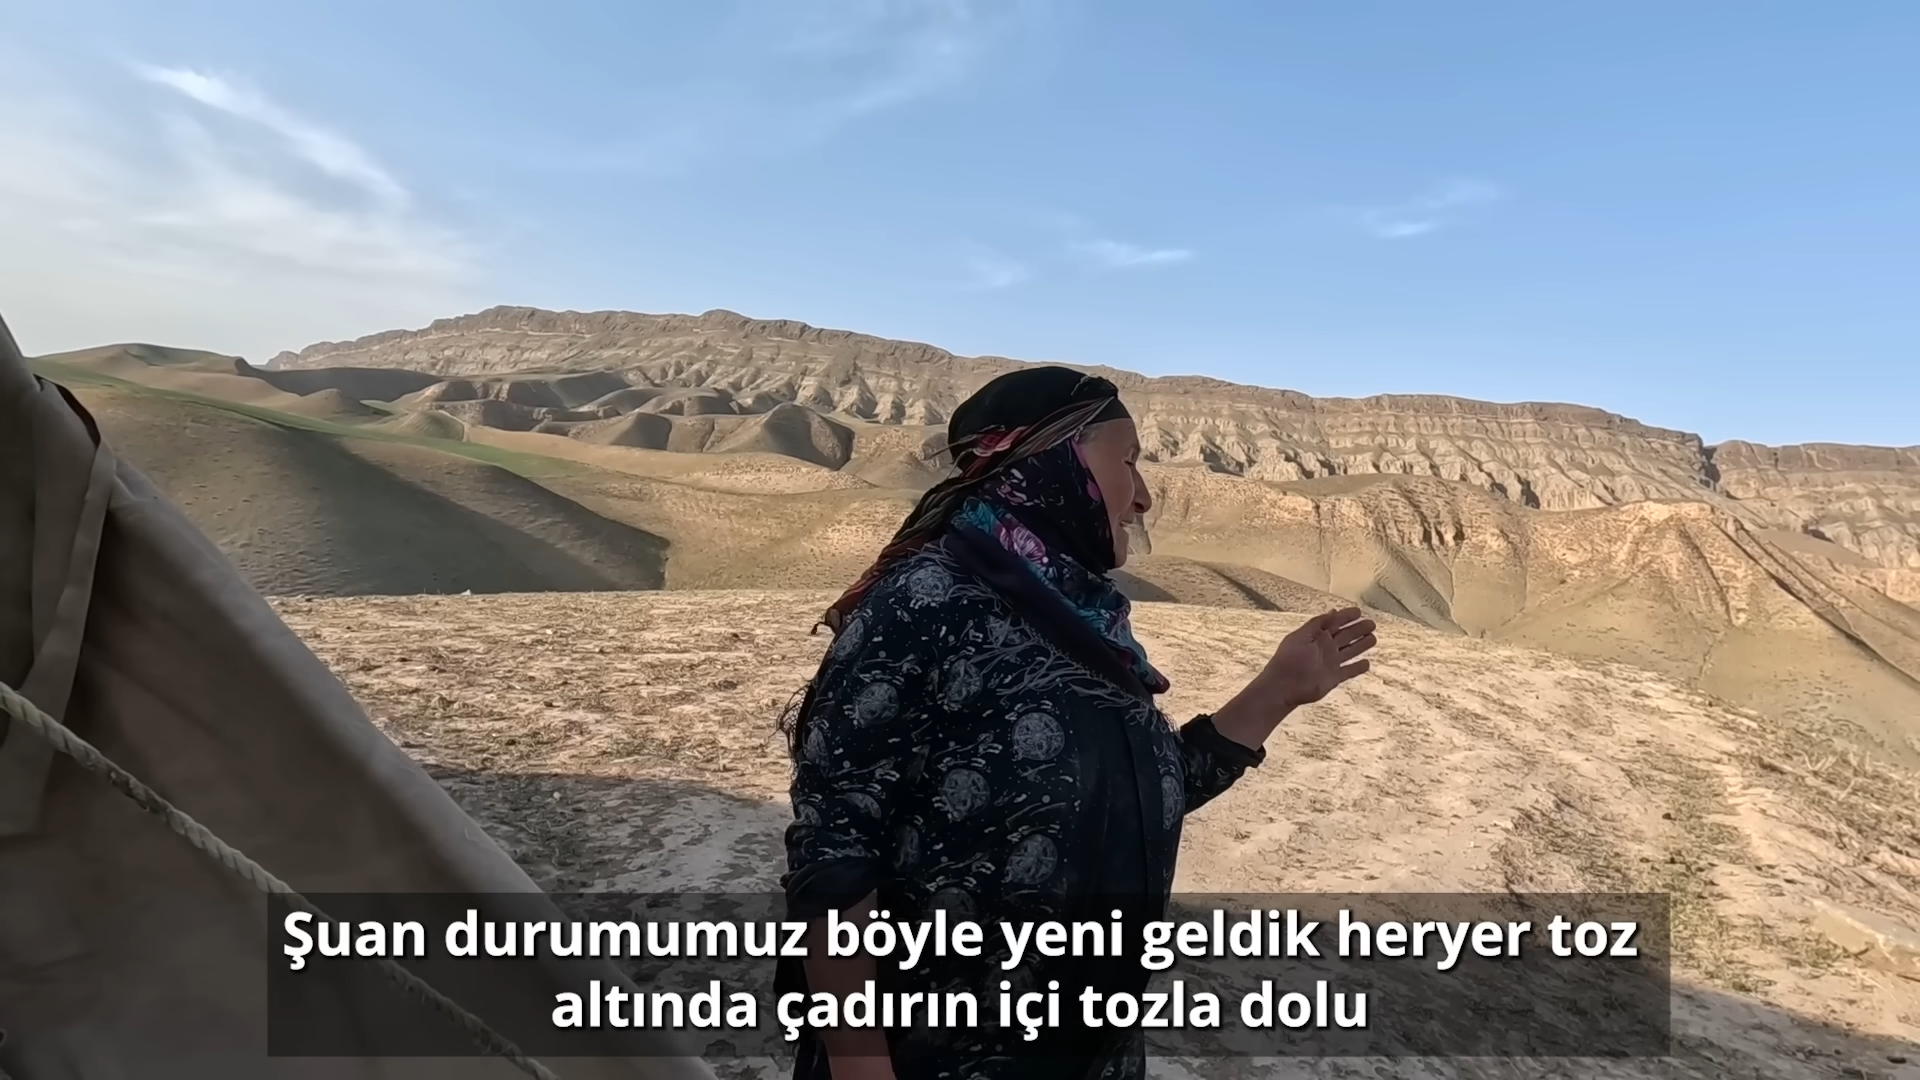 Şuan durumumuz böyle yeni geldik heryer toz
altında çadırın içi tozla dolu